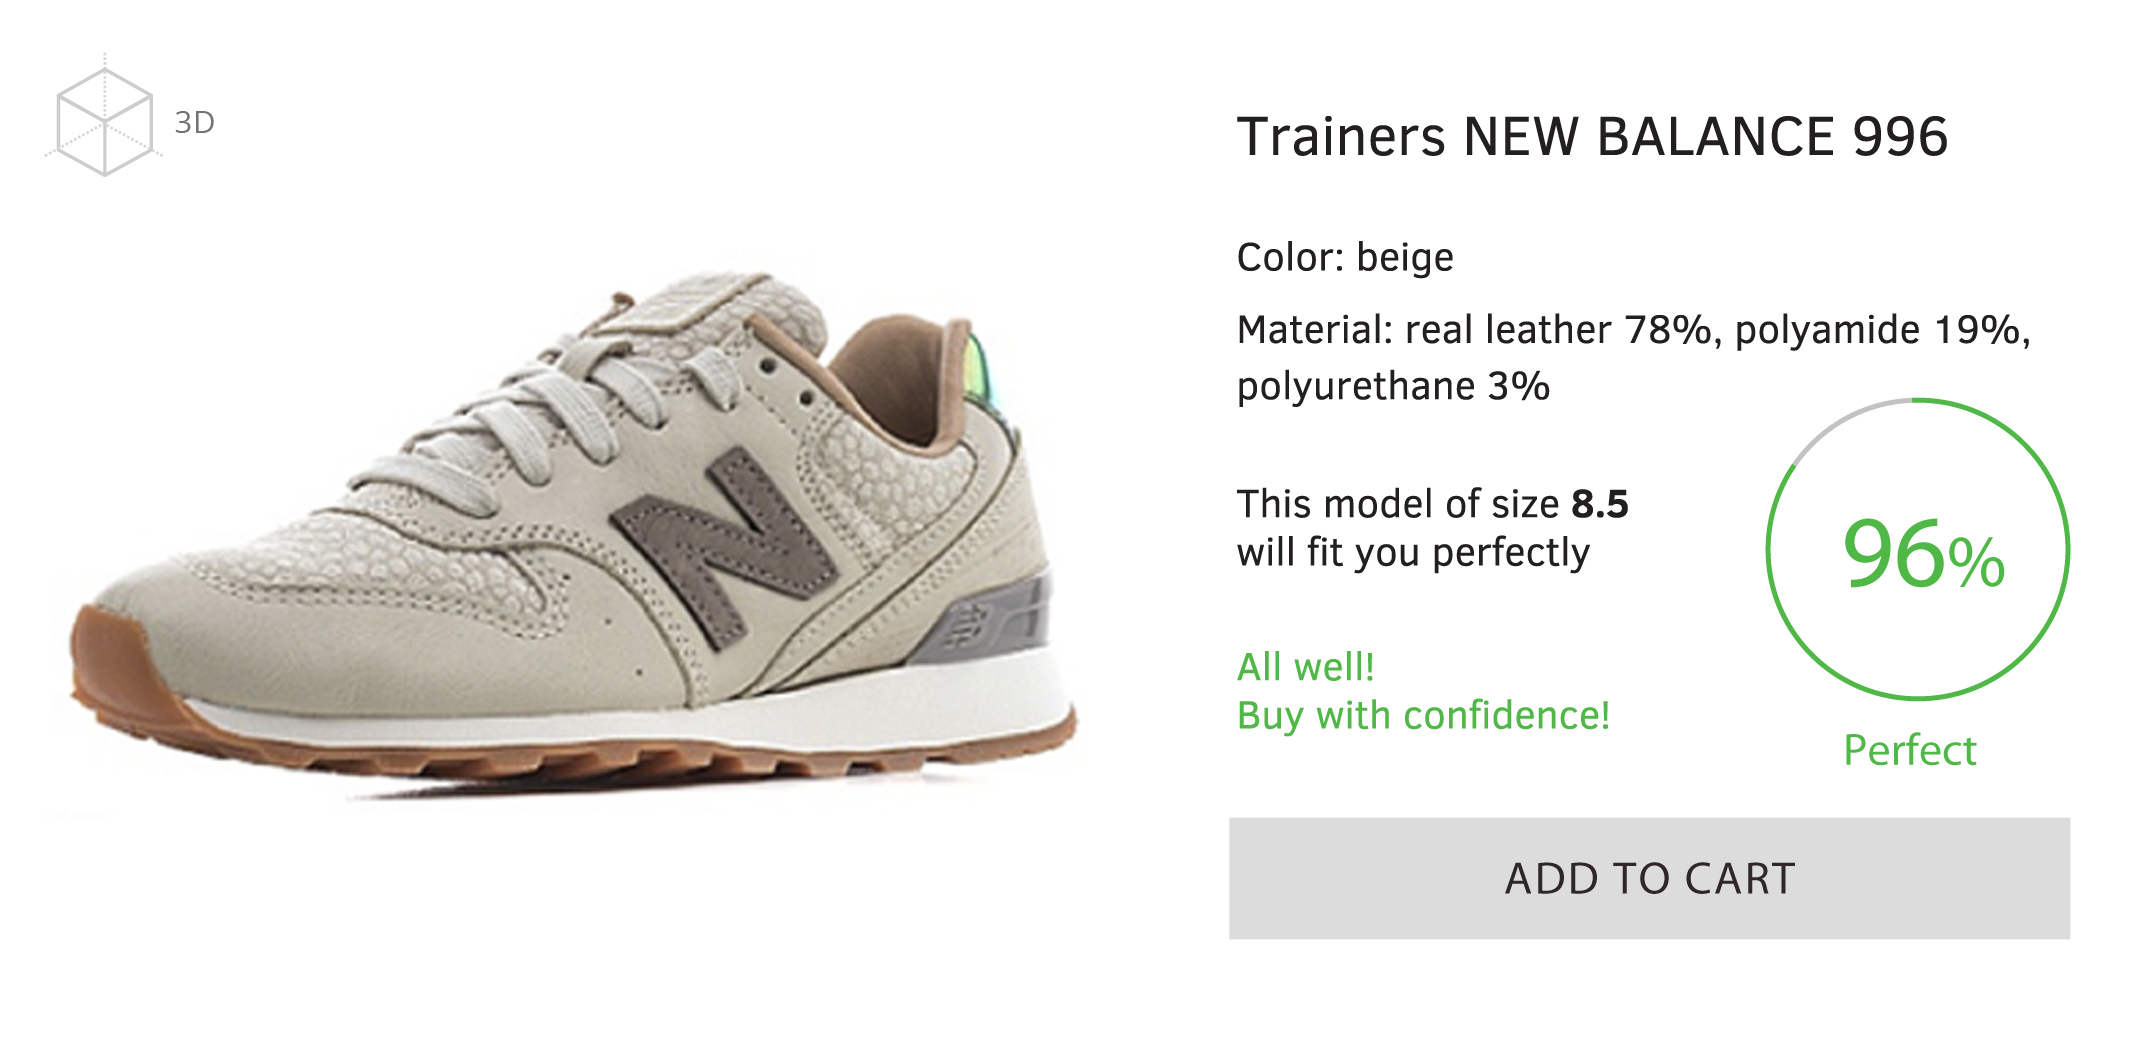 3D
Trainers NEW BALANCE 996
Color: beige
Material: real leather 78%, polyamide 19%,
polyurethane 3%
This model of size 8.5
will fit you perfectly
96%
All well!
Buy with confidence!
Perfect
ADD TO CART
N